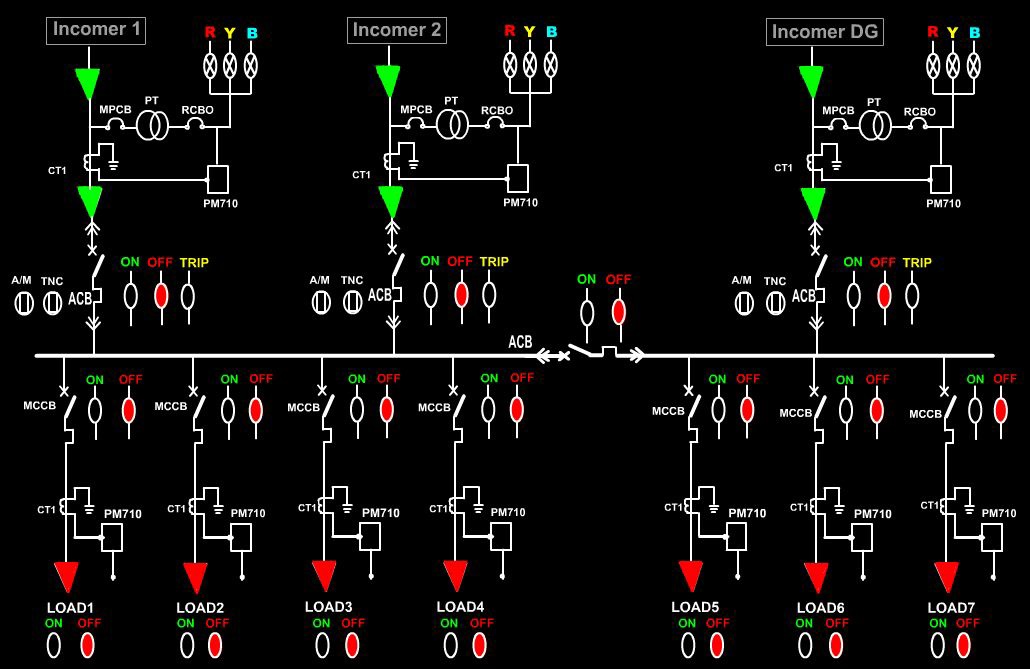 Incomer 1
Incomer 2
Incomer DG
R Y B
R Y B
R Y B
MPCB PT RCBO
MPCB PT RCBO
MPCB PT RCBO
CT1
CT1
CT1
PM710
PM710
PM710
ON OFF TRIP
ON OFF TRIP
ON OFF TRIP
A/M TNC
A/M TNC
A/M TNC
ACB
ACB
ACB
ON OFF
ACB
ON OFF
ON OFF
ON OFF
ON OFF
ON OFF
ON OFF
ON OFF
MCCB
MCCB
MCCB
MCCB
MCCB
MCCB
MCCB
CT1 PM710
CT1 PM710
CT1 PM710
CT1 PM710
CT1 PM710
CT1 PM710
CT1 PM710
LOAD1
LOAD2
LOAD3
LOAD4
LOAD5
LOAD6
LOAD7
ON OFF
ON OFF
ON OFF
ON OFF
ON OFF
ON OFF
ON OFF